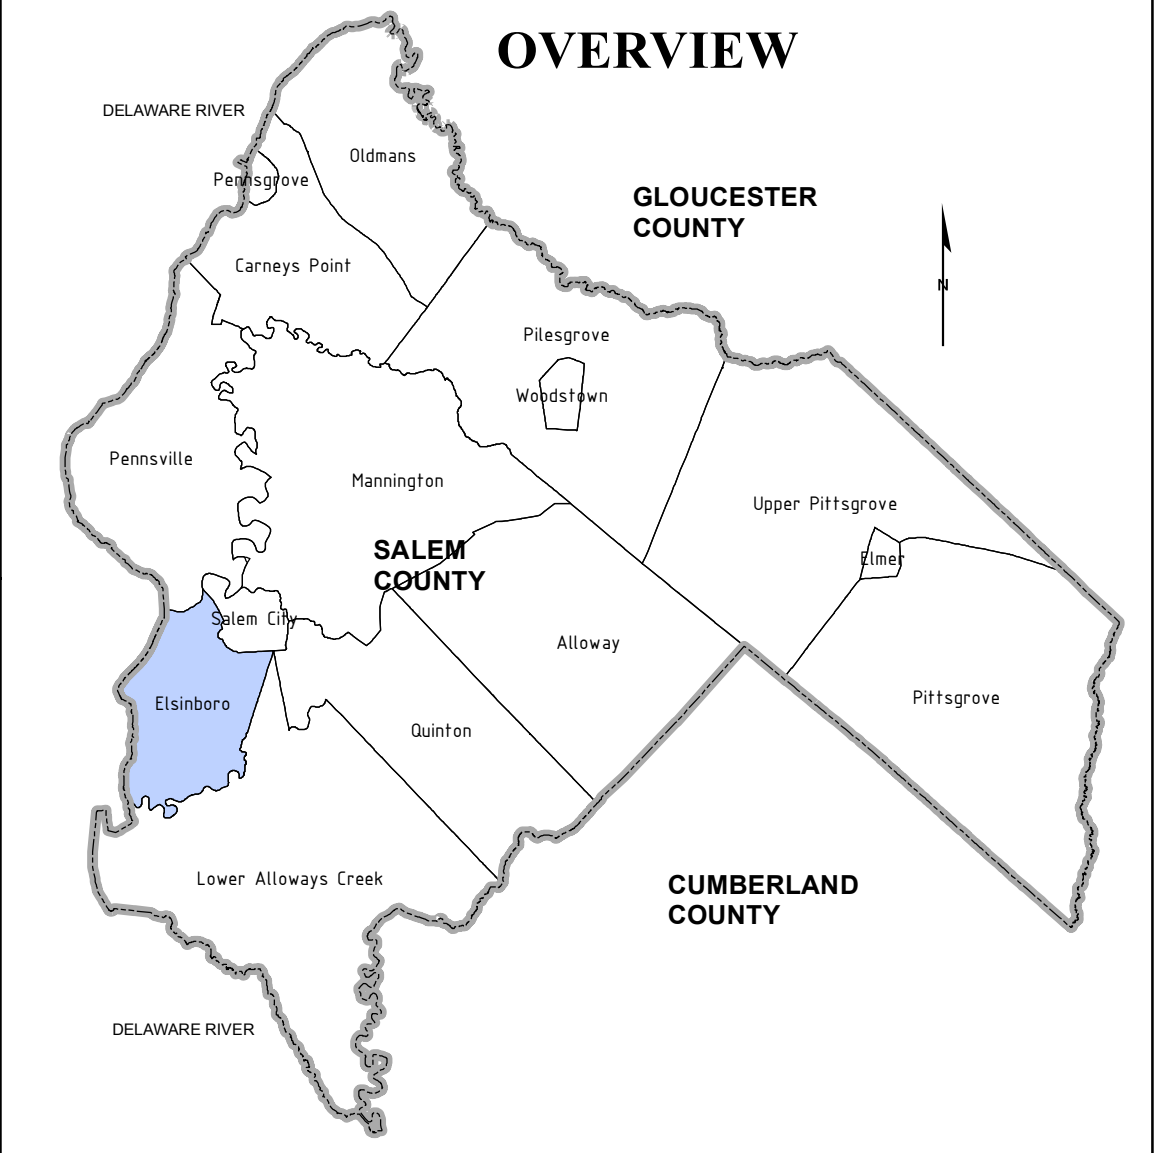 OVERVIEW
DELAWARE RIVER
Oldmans
Pennsgrove
GLOUCESTER
COUNTY
Carneys Point
N
Pilesgrove
Woodstown
Pennsville
Mannington
Upper Pittsgrove
SALEM
COUNTY
Elmer
Salem City
Alloway
Elsinboro
Pittsgrove
Quinton
Lower Alloways Creek
CUMBERLAND
COUNTY
DELAWARE RIVER